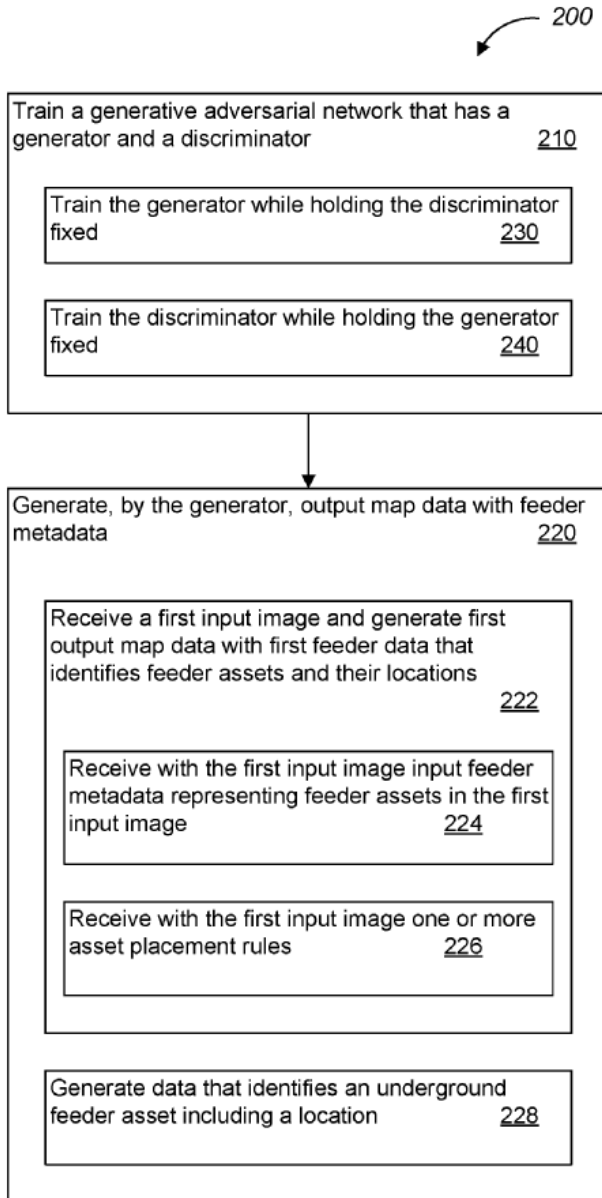 200
Train a generative adversarial network that has a
generator and a discriminator 210
Train the generator while holding the discriminator
fixed 230
Train the discriminator while holding the generator
fixed 240
Generate, by the generator, output map data with feeder
metadata 220
Receive a first input image and generate first
output map data with first feeder data that
identifies feeder assets and their locations
222
Receive with the first input image input feeder
metadata representing feeder assets in the first
input image 224
Receive with the first input image one or more
asset placement rules 226
Generate data that identifies an underground
feeder asset including a location 228